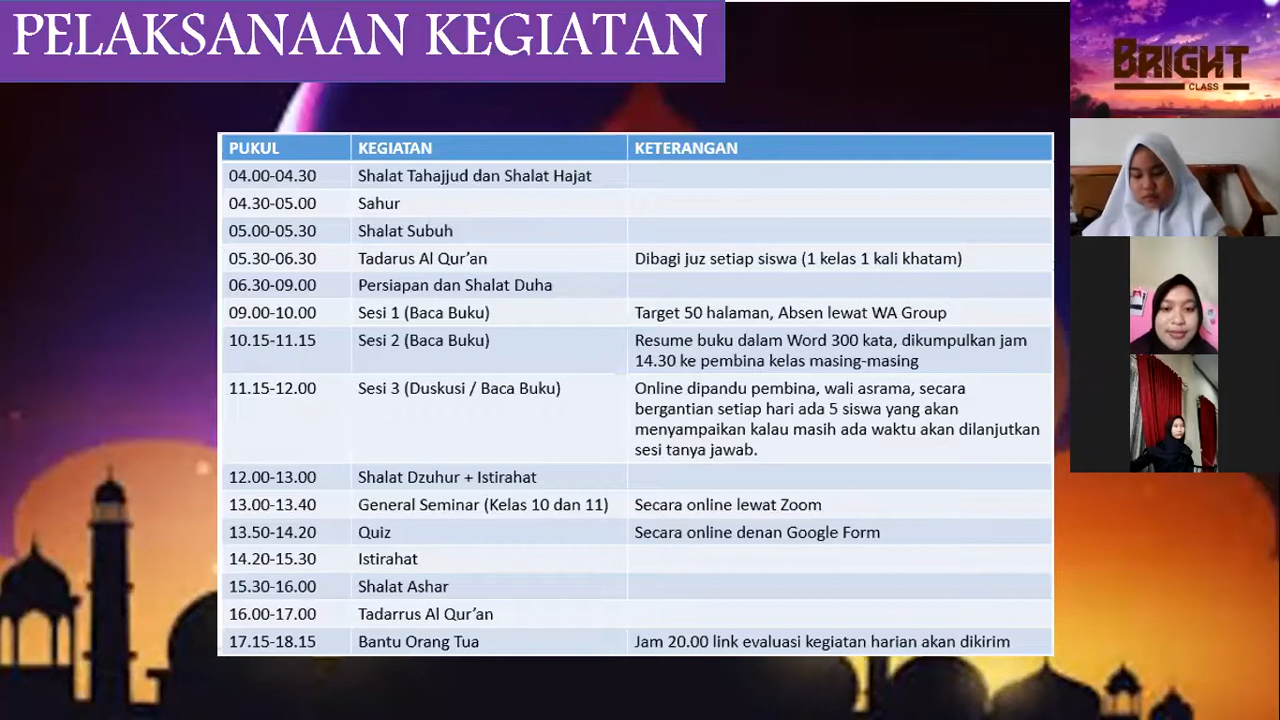 PELAKSANAAN KEGIATAN
BRIGHT
CLASS
PUKUL KEGIATAN KETERANGAN
04.00-04.30 Shalat Tahajjud dan Shalat Hajat
04.30-05.00 Sahur
05.00-05.30 Shalat Subuh
05.30-06.30 Tadarus Al Qur’an Dibagi juz setiap siswa (1 kelas 1 kali khatam)
06.30-09.00 Persiapan dan Shalat Duha
09.00-10.00 Sesi 1 (Baca Buku) Target 50 halaman, Absen lewat WA Group
10.15-11.15 Sesi 2 (Baca Buku) Resume buku dalam Word 300 kata, dikumpulkan jam
14.30 ke pembina kelas masing-masing
11.15-12.00 Sesi 3 (Duskusi / Baca Buku) Online dipandu pembina, wali asrama, secara
bergantian setiap hari ada 5 siswa yang akan
menyampaikan kalau masih ada waktu akan dilanjutkan
sesi tanya jawab.
12.00-13.00 Shalat Dzuhur + Istirahat
13.00-13.40 General Seminar (Kelas 10 dan 11) Secara online lewat Zoom
13.50-14.20 Quiz Secara online denan Google Form
14.20-15.30 Istirahat
15.30-16.00 Shalat Ashar
16.00-17.00 Tadarrus Al Qur’an
17.15-18.15 Bantu Orang Tua Jam 20.00 link evaluasi kegiatan harian akan dikirim